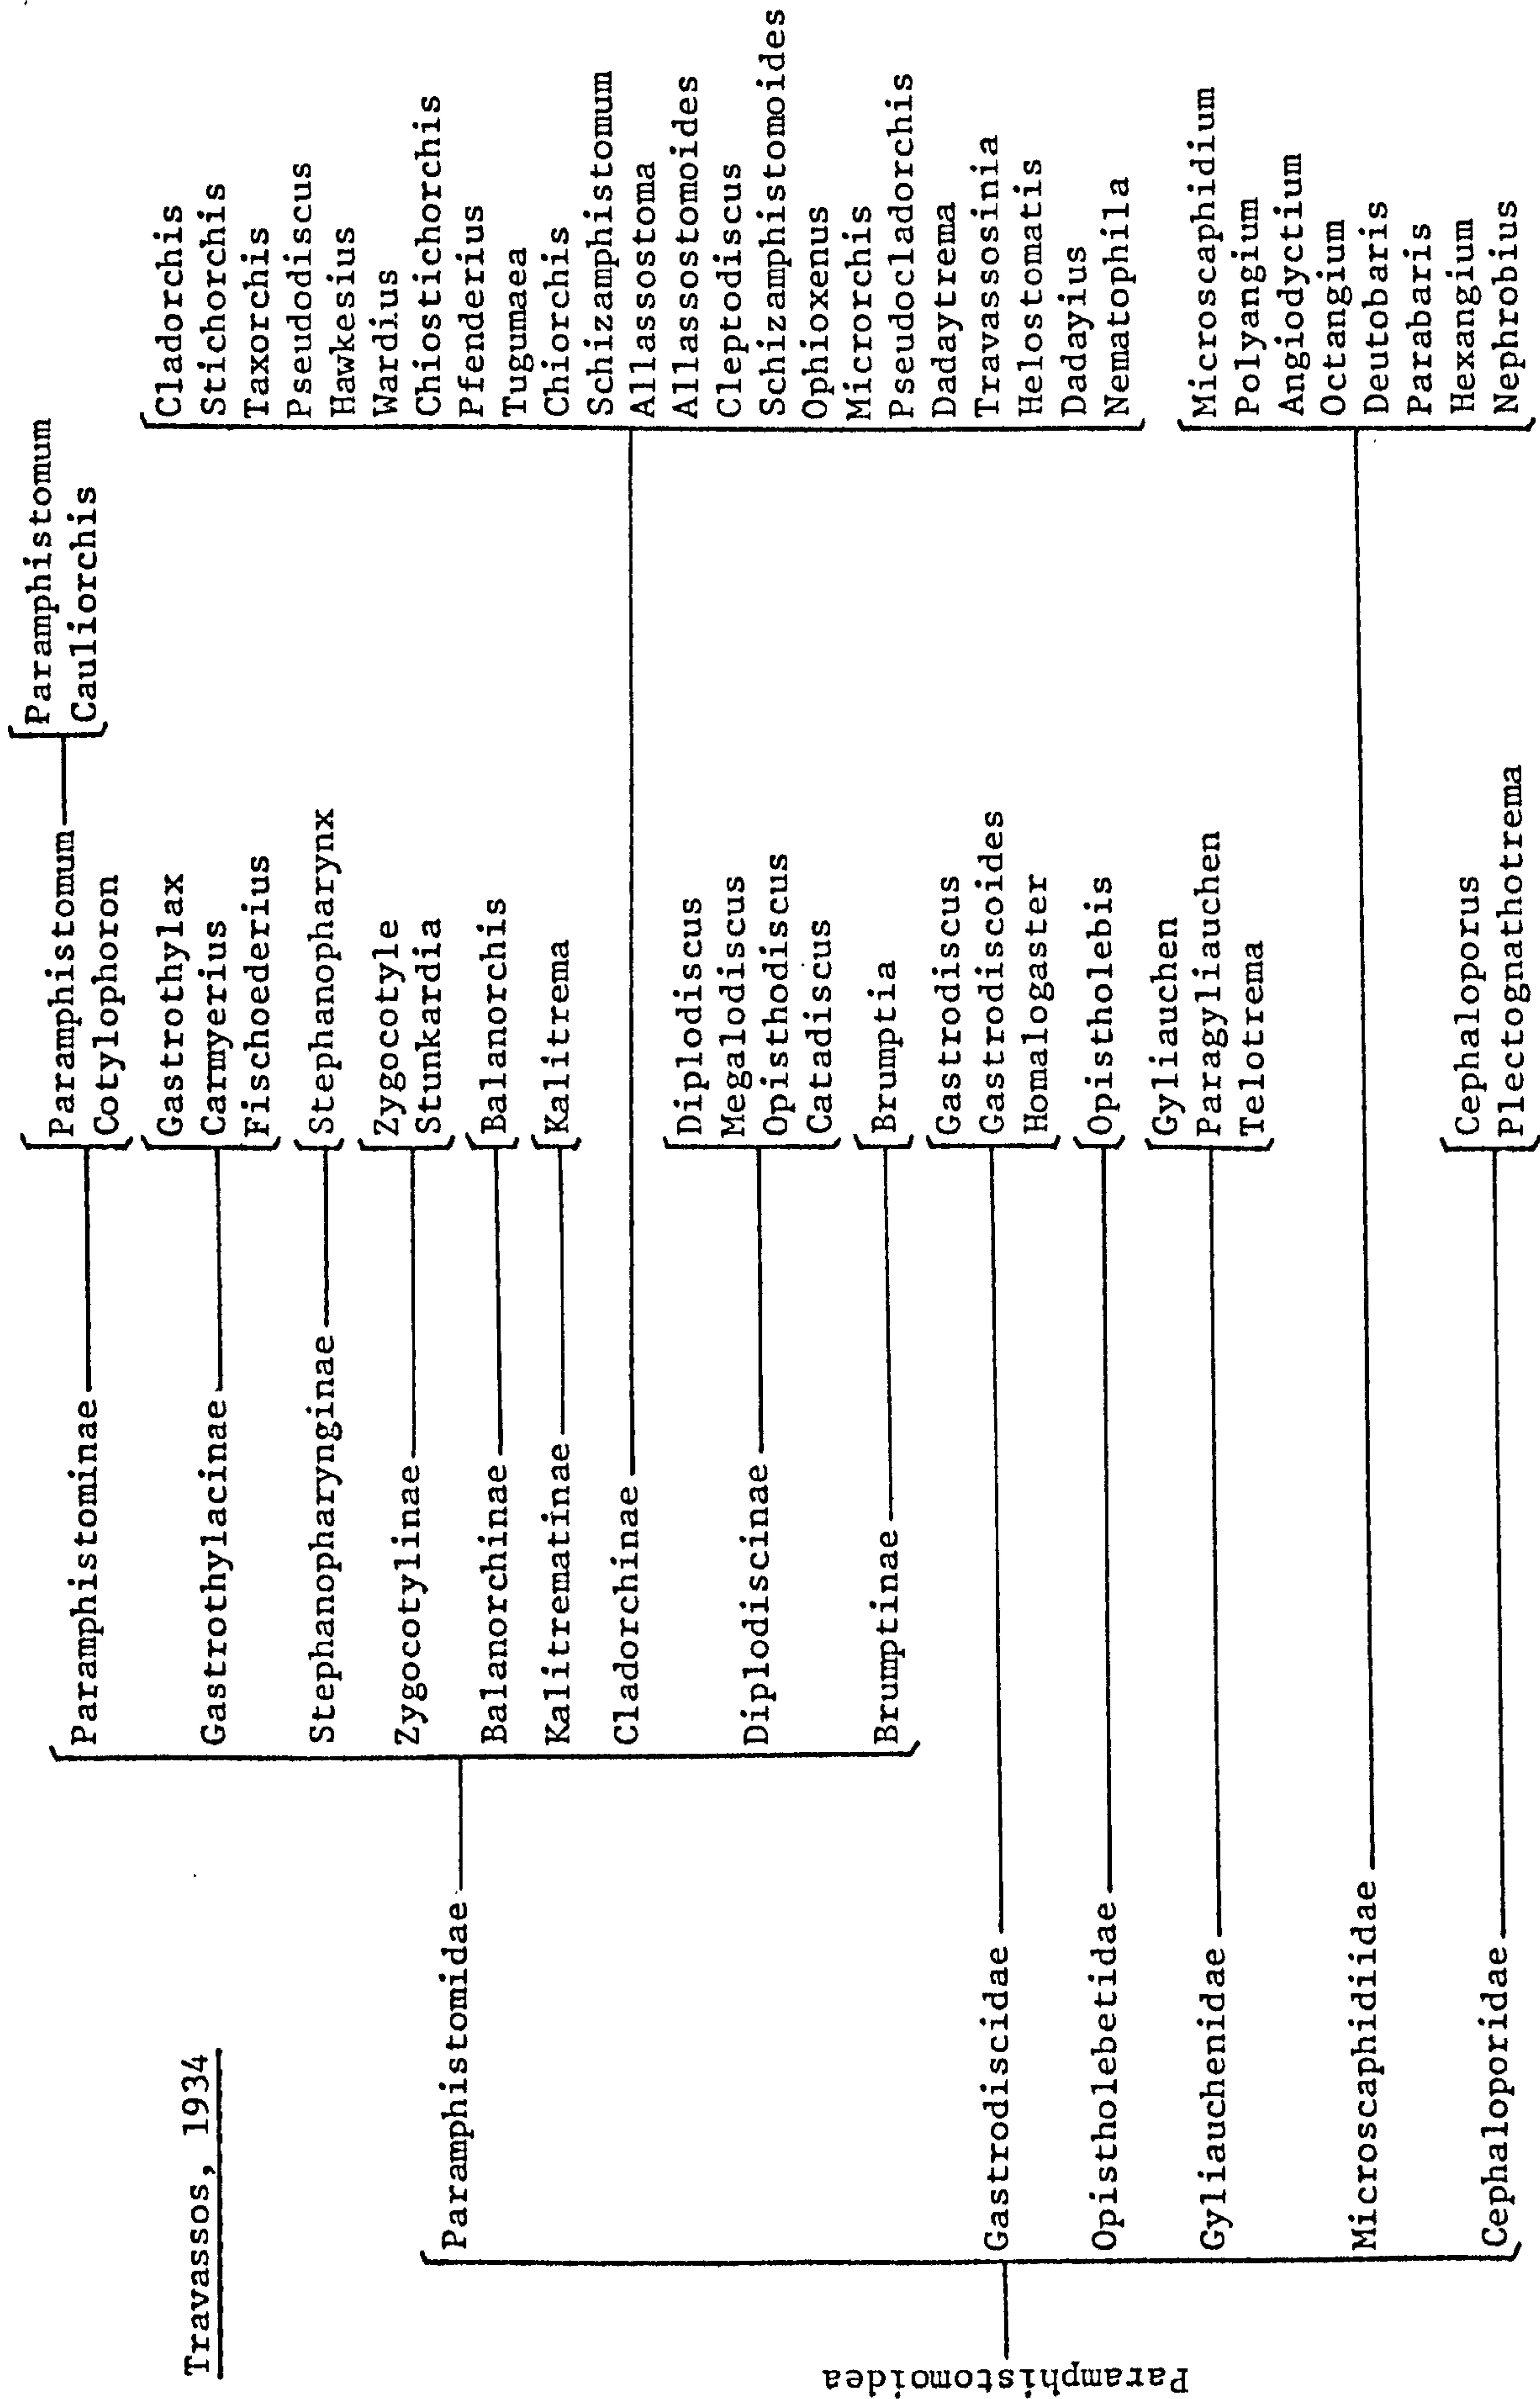 Travassos, 1934
Paramphistomoidea
Paramphistomidae
Gastrodiscidae
Opistholebetidae
Gyliauchenidae
Microscaphidiidae
Cephaloporidae
Paramphistominae
Gastrothylacinae
Stephanopharynginae
Zygocotylinae
Balanorchinae
Kalitrematinae
Cladorchinae
Diplodiscinae
Brumptinae
Paramphistomum
Cotylophoron
Gastrothylax
Carmyerius
Fischoederius
Stephanopharynx
Zygocotyle
Stunkardia
Balanorchis
Kalitrema
Diplodiscus
Megalodiscus
Opisthodiscus
Catadiscus
Brumptia
Gastrodiscus
Gastrodiscoides
Homalogaster
Opistholebis
Gyliauchen
Paragyliauchen
Telotrema
Cephaloporus
Plectognathotrema
Paramphistomum
Cauliorchis
Cladorchis
Stichorchis
Taxorchis
Pseudodiscus
Hawkesius
Wardius
Chiostichorchis
Pfenderius
Tugumaea
Chiorchis
Schizamphistomum
Allassostoma
Allassostomoides
Cleptodiscus
Schizamphistomoides
Ophioxenus
Microrchis
Pseudocladorchis
Dadaytrema
Travassosinia
Helostomatis
Dadayius
Nematophila
Microscaphidium
Polyangium
Angiodyctium
Octangium
Deutobaris
Parabaris
Hexangium
Nephrobius